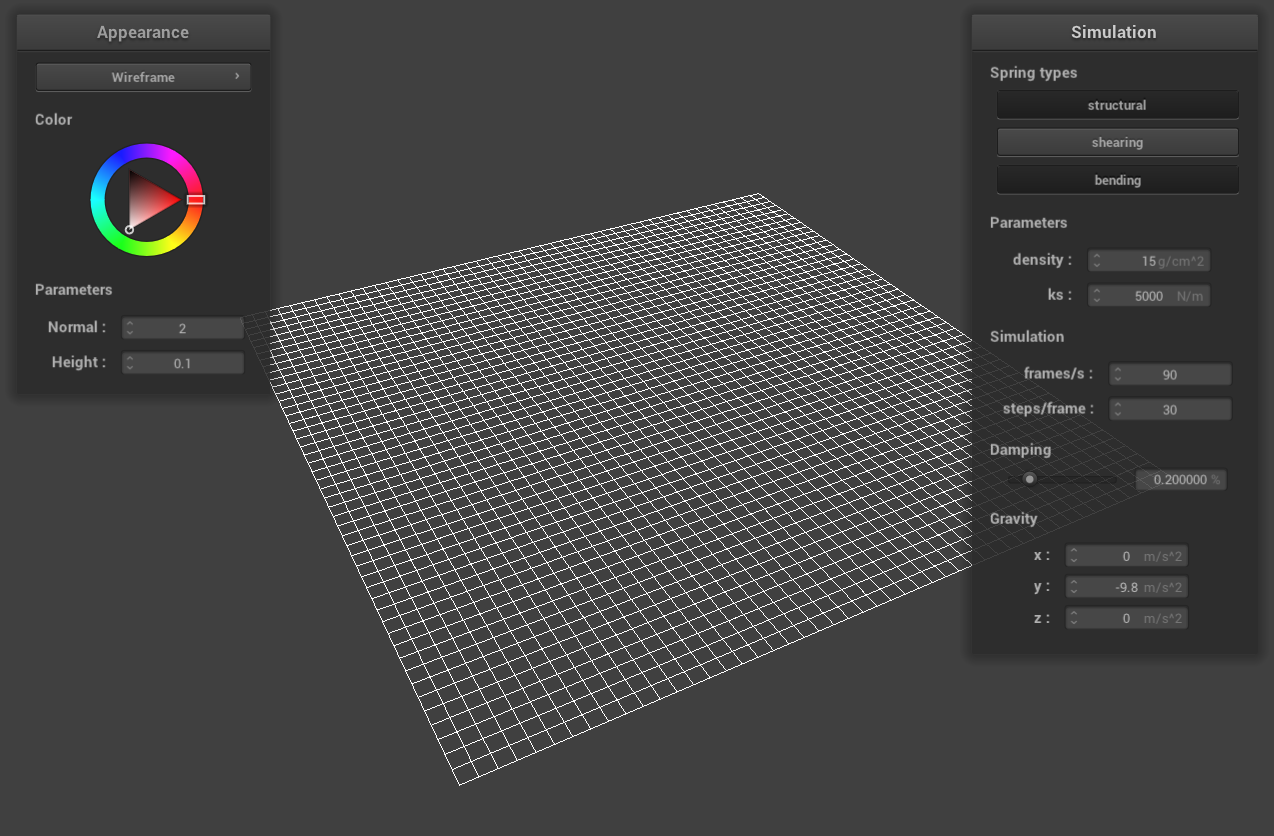 Appearance
Wireframe
Color
Parameters
Normal : 2
Height : 0.1
Simulation
Spring types
structural
shearing
bending
Parameters
density : 15 g/cm^2
ks : 5000 N/m
Simulation
frames/s : 90
steps/frame : 30
Damping
0.200000 %
Gravity
x : 0 m/s^2
y : -9.8 m/s^2
z : 0 m/s^2